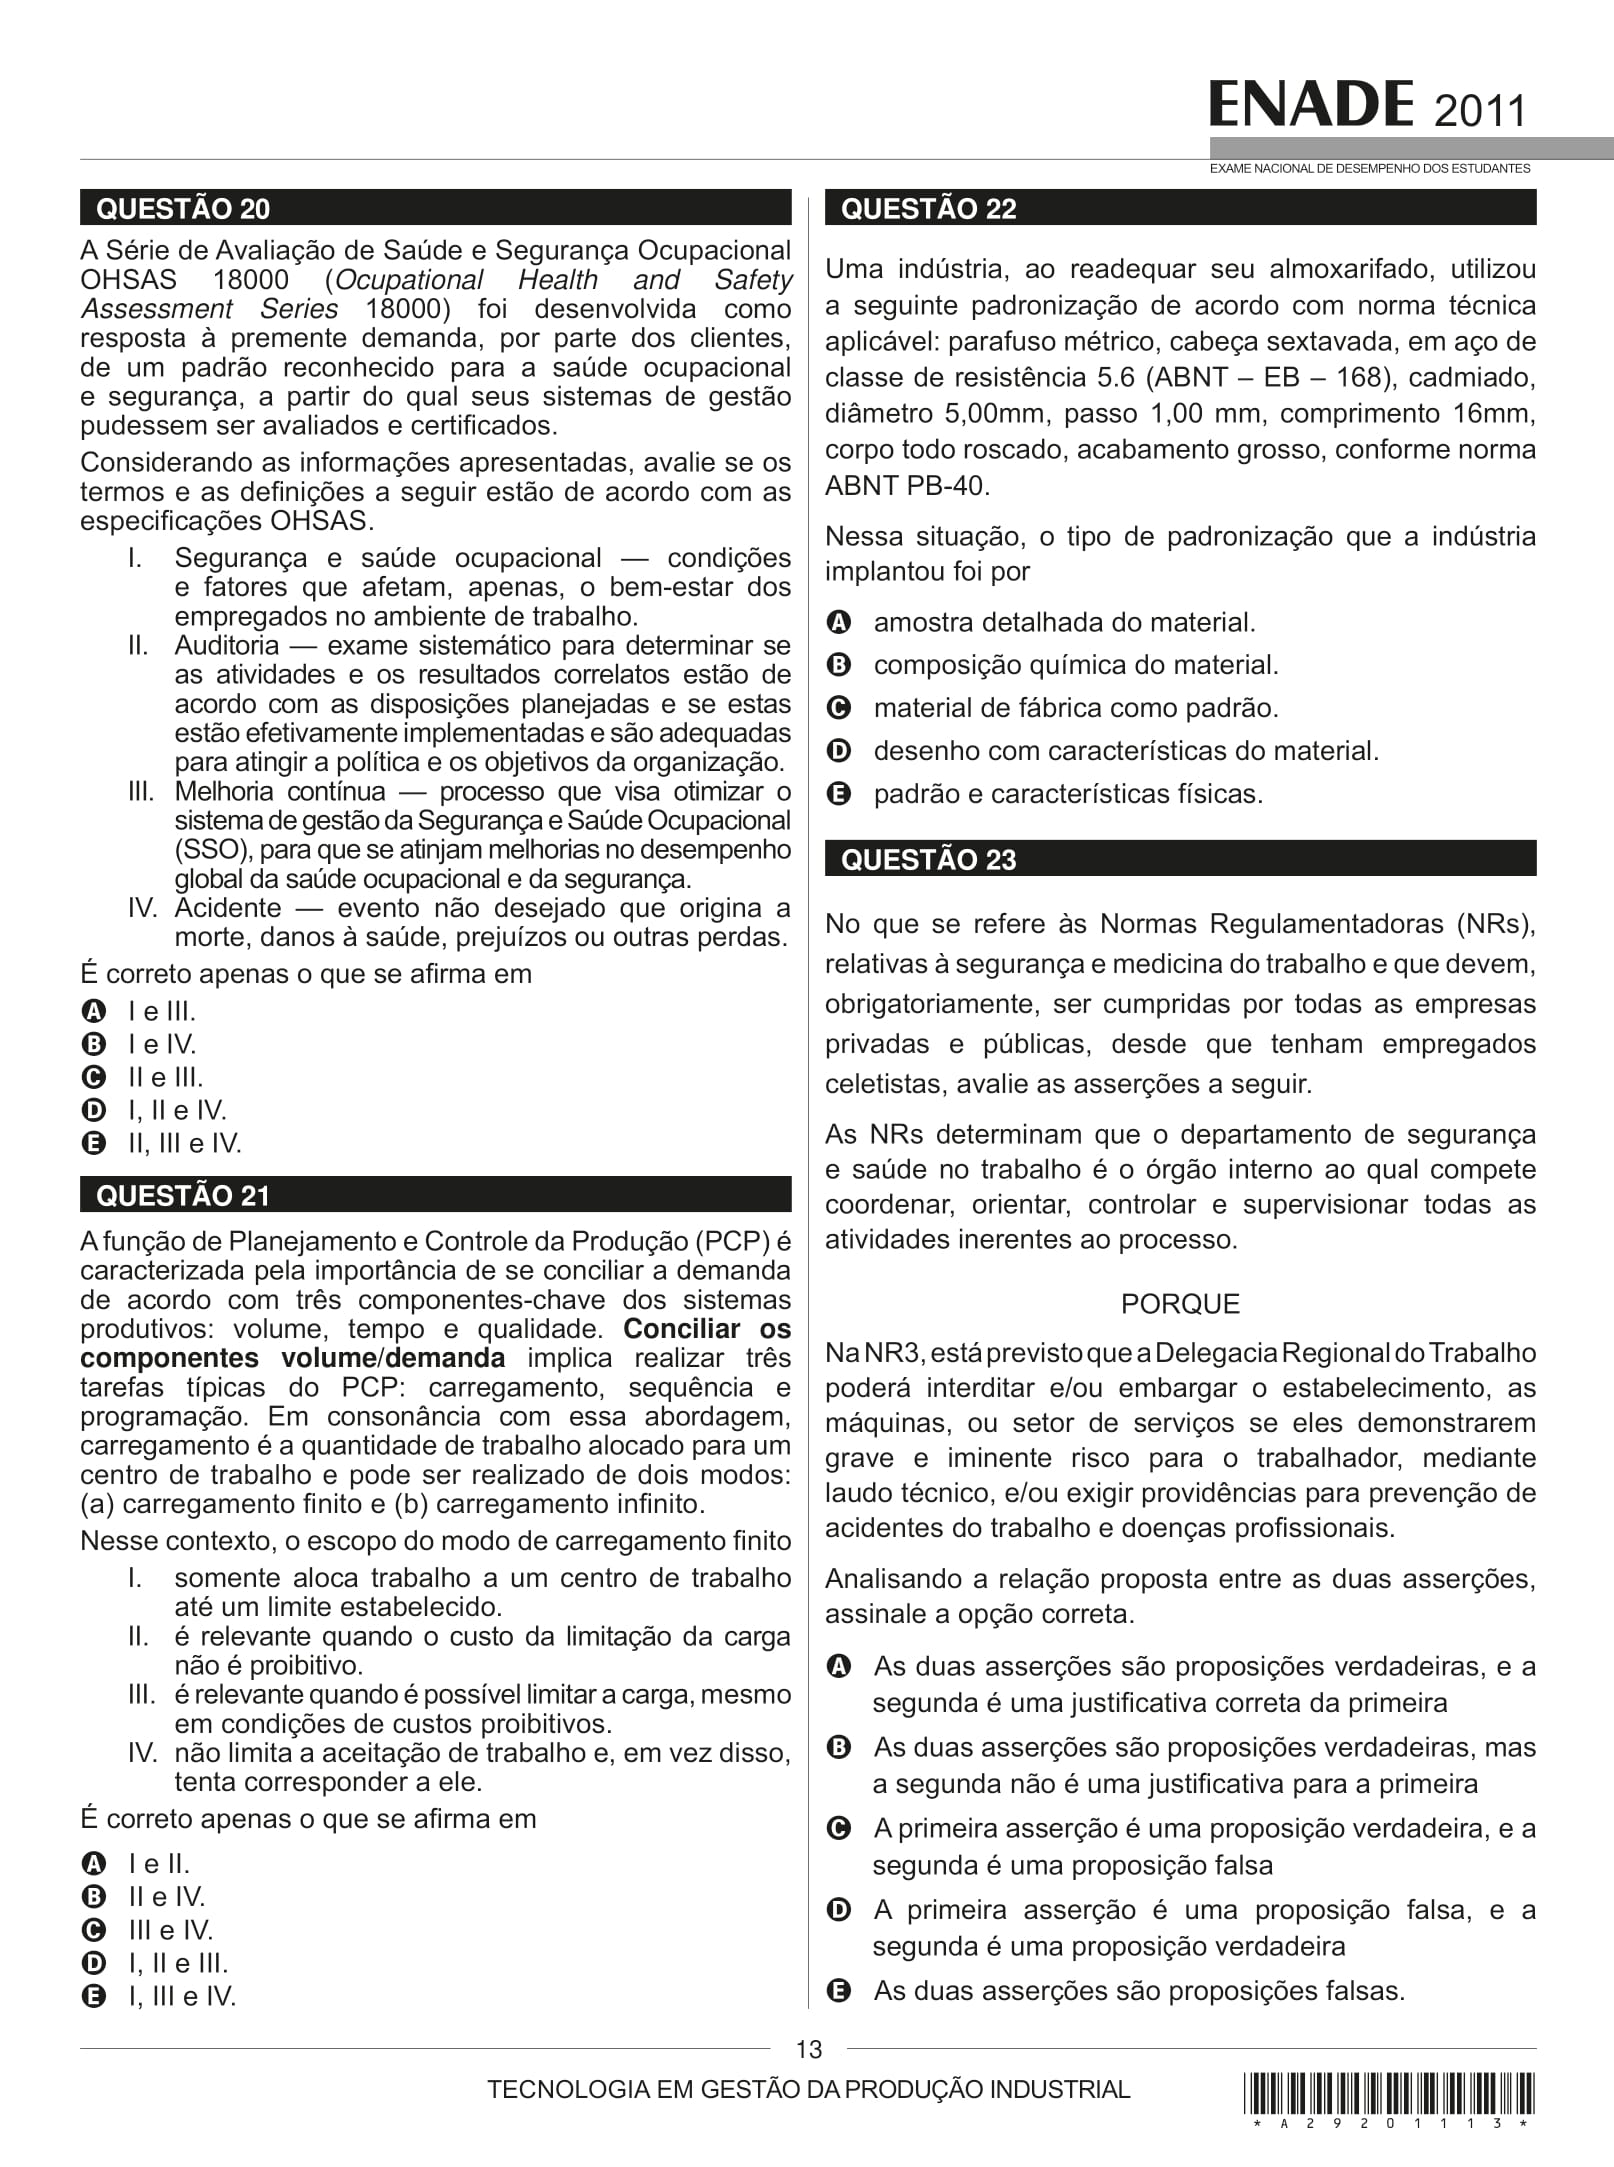 ENADE 2011
EXAME NACIONAL DE DESEMPENHO DOS ESTUDANTES
QUESTÃO 20
A Série de Avaliação de Saúde e Segurança Ocupacional
OHSAS 18000 (Ocupational Health and Safety
Assessment Series 18000) foi desenvolvida como
resposta à premente demanda, por parte dos clientes,
de um padrão reconhecido para a saúde ocupacional
e segurança, a partir do qual seus sistemas de gestão
pudessem ser avaliados e certificados.
Considerando as informações apresentadas, avalie se os
termos e as definições a seguir estão de acordo com as
especificações OHSAS.
I. Segurança e saúde ocupacional — condições
e fatores que afetam, apenas, o bem-estar dos
empregados no ambiente de trabalho.
II. Auditoria — exame sistemático para determinar se
as atividades e os resultados correlatos estão de
acordo com as disposições planejadas e se estas
estão efetivamente implementadas e são adequadas
para atingir a política e os objetivos da organização.
III. Melhoria contínua — processo que visa otimizar o
sistema de gestão da Segurança e Saúde Ocupacional
(SSO), para que se atinjam melhorias no desempenho
global da saúde ocupacional e da segurança.
IV. Acidente — evento não desejado que origina a
morte, danos à saúde, prejuízos ou outras perdas.
É correto apenas o que se afirma em
A I e III.
B I e IV.
C II e III.
D I, II e IV.
E II, III e IV.
QUESTÃO 21
A função de Planejamento e Controle da Produção (PCP) é
caracterizada pela importância de se conciliar a demanda
de acordo com três componentes-chave dos sistemas
produtivos: volume, tempo e qualidade. Conciliar os
componentes volume/demanda implica realizar três
tarefas típicas do PCP: carregamento, sequência e
programação. Em consonância com essa abordagem,
carregamento é a quantidade de trabalho alocado para um
centro de trabalho e pode ser realizado de dois modos:
(a) carregamento finito e (b) carregamento infinito.
Nesse contexto, o escopo do modo de carregamento finito
I. somente aloca trabalho a um centro de trabalho
até um limite estabelecido.
II. é relevante quando o custo da limitação da carga
não é proibitivo.
III. é relevante quando é possível limitar a carga, mesmo
em condições de custos proibitivos.
IV. não limita a aceitação de trabalho e, em vez disso,
tenta corresponder a ele.
É correto apenas o que se afirma em
A I e II.
B II e IV.
C III e IV.
D I, II e III.
E I, III e IV.
QUESTÃO 22
Uma indústria, ao readequar seu almoxarifado, utilizou
a seguinte padronização de acordo com norma técnica
aplicável: parafuso métrico, cabeça sextavada, em aço de
classe de resistência 5.6 (ABNT – EB – 168), cadmiado,
diâmetro 5,00mm, passo 1,00 mm, comprimento 16mm,
corpo todo roscado, acabamento grosso, conforme norma
ABNT PB-40.
Nessa situação, o tipo de padronização que a indústria
implantou foi por
A amostra detalhada do material.
B composição química do material.
C material de fábrica como padrão.
D desenho com características do material.
E padrão e características físicas.
QUESTÃO 23
No que se refere às Normas Regulamentadoras (NRs),
relativas à segurança e medicina do trabalho e que devem,
obrigatoriamente, ser cumpridas por todas as empresas
privadas e públicas, desde que tenham empregados
celetistas, avalie as asserções a seguir.
As NRs determinam que o departamento de segurança
e saúde no trabalho é o órgão interno ao qual compete
coordenar, orientar, controlar e supervisionar todas as
atividades inerentes ao processo.
PORQUE
Na NR3, está previsto que a Delegacia Regional do Trabalho
poderá interditar e/ou embargar o estabelecimento, as
máquinas, ou setor de serviços se eles demonstrarem
grave e iminente risco para o trabalhador, mediante
laudo técnico, e/ou exigir providências para prevenção de
acidentes do trabalho e doenças profissionais.
Analisando a relação proposta entre as duas asserções,
assinale a opção correta.
A As duas asserções são proposições verdadeiras, e a
segunda é uma justificativa correta da primeira
B As duas asserções são proposições verdadeiras, mas
a segunda não é uma justificativa para a primeira
C A primeira asserção é uma proposição verdadeira, e a
segunda é uma proposição falsa
D A primeira asserção é uma proposição falsa, e a
segunda é uma proposição verdadeira
E As duas asserções são proposições falsas.
13
TECNOLOGIA EM GESTÃO DA PRODUÇÃO INDUSTRIAL
*A29201113*